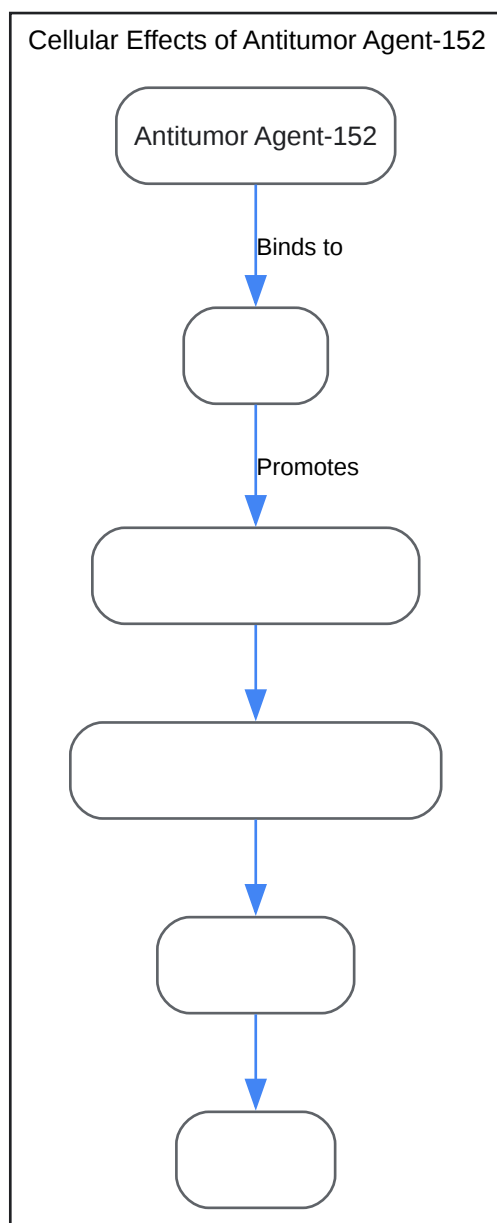 Cellular Effects of Antitumor Agent-152
Antitumor Agent-152
Binds to
Promotes